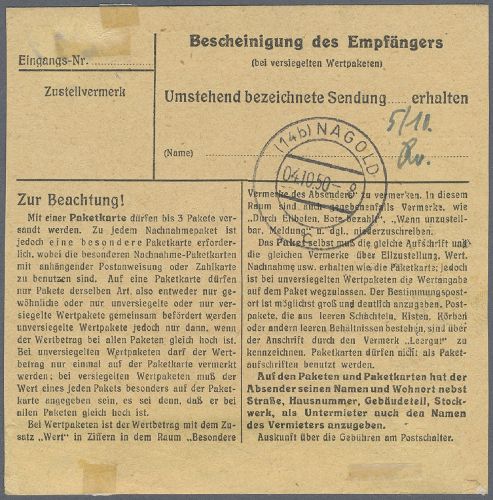 Bescheinigung des Empfängers
(bei versiegelten Wertpaketen)
Eingangs-Nr.
Zustellvermerk
Umstehend bezeichnete Sendung ..... erhalten
5/10.
(Name)
(14b) NAGOLD
04.10.50 - 8
Zur Beachtung!
Mit einer Paketkarte dürfen bis 3 Pakete ver-
sandt werden. Zu jedem Nachnahmepaket ist
jedoch eine besondere Paketkarte erforder-
lich, wobei die besonderen Nachnahme-Paketkarten
mit anhängender Postanweisung oder Zahlkarte
zu benutzen sind. Auf eine Paketkarte dürfen
nur Pakete derselben Art, also entweder nur ge-
wöhnliche oder nur unversiegelte oder nur ver-
siegelte Wertpakete gemeinsam befördert werden
unversiegelte Wertpakete jedoch nur dann, wenn
der Wertbetrag bei allen Paketen gleich hoch ist.
Bei unversiegelten Wertpaketen darf der Wert-
betrag nur einmal auf der Paketkarte vermerkt
werden; bei versiegelten Wertpaketen muß der
Wert eines jeden Pakets besonders auf der Paket-
karte angegeben sein, es sei denn, daß er bei
allen Paketen gleich hoch ist.
Bei Wertpaketen ist der Wertbetrag mit dem Zu-
satz „Wert" in Ziffern in dem Raum „Besondere
Vermerke des Absenders" zu vermerken. In diesem
Raum sind auch gegebenenfalls Vermerke, wie
„Durch Eilboten, Bote bezahlt", „Wenn unzustell-
bar, Meldung" u. dgl., niederzuschreiben.
Das Paket selbst muß die gleiche Aufschrift und
die gleichen Vermerke über Eilzustellung, Wert.
Nachnahme usw. erhalten wie die Paketkarte; jedoch
ist bei unversiegelten Wertpaketen die Wertangabe
auf dem Paket wegzulassen. Der Bestimmungspost-
ort ist möglichst groß und deutlich anzugeben. Post-
pakete, die aus leeren Schachteln, Kisten, Körben
oder anderen leeren Behältnissen bestehen, sind über
der Anschrift durch den Vermerk „Leergut" zu
kennzeichnen. Paketkarten dürfen nicht als Paket-
aufschriften benutzt werden.
Auf den Paketen und Paketkarten hat der
Absender seinen Namen und Wohnort nebst
Straße, Hausnummer, Gebäudeteil, Stock-
werk, als Untermieter auch den Namen
des Vermieters anzugeben.
Auskunft über die Gebühren am Postschalter.